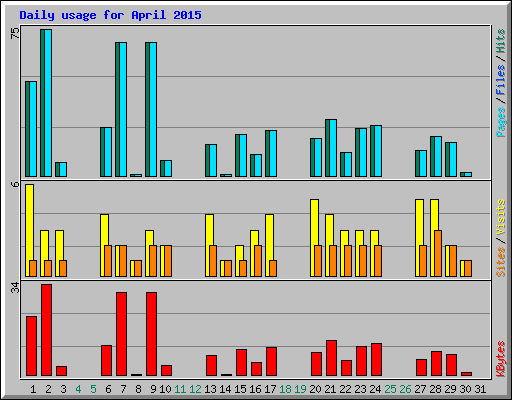 Daily usage for April 2015
75
Pages/Files/Hits
6
Sites/Visits
34
KBytes
1 2 3 4 5 6 7 8 9 10 11 12 13 14 15 16 17 18 19 20 21 22 23 24 25 26 27 28 29 30 31